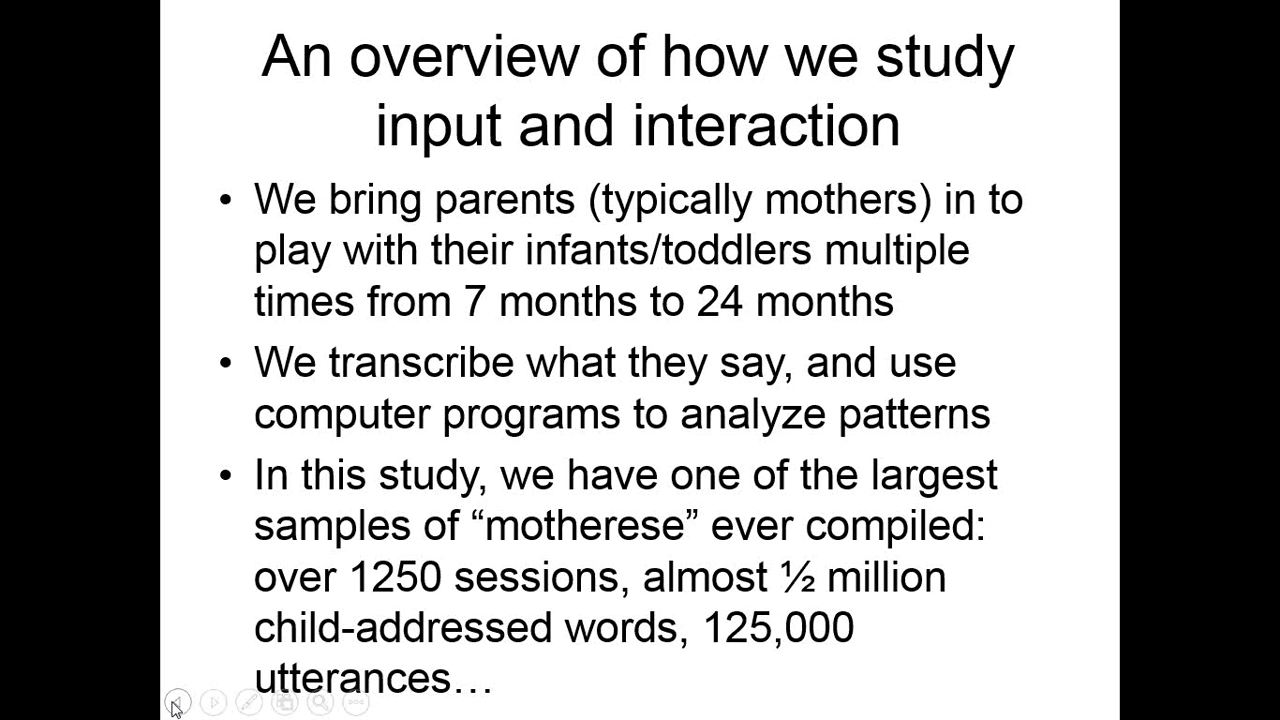 An overview of how we study
input and interaction
• We bring parents (typically mothers) in to
play with their infants/toddlers multiple
times from 7 months to 24 months
• We transcribe what they say, and use
computer programs to analyze patterns
• In this study, we have one of the largest
samples of “motherese” ever compiled:
over 1250 sessions, almost ½ million
child-addressed words, 125,000
utterances…